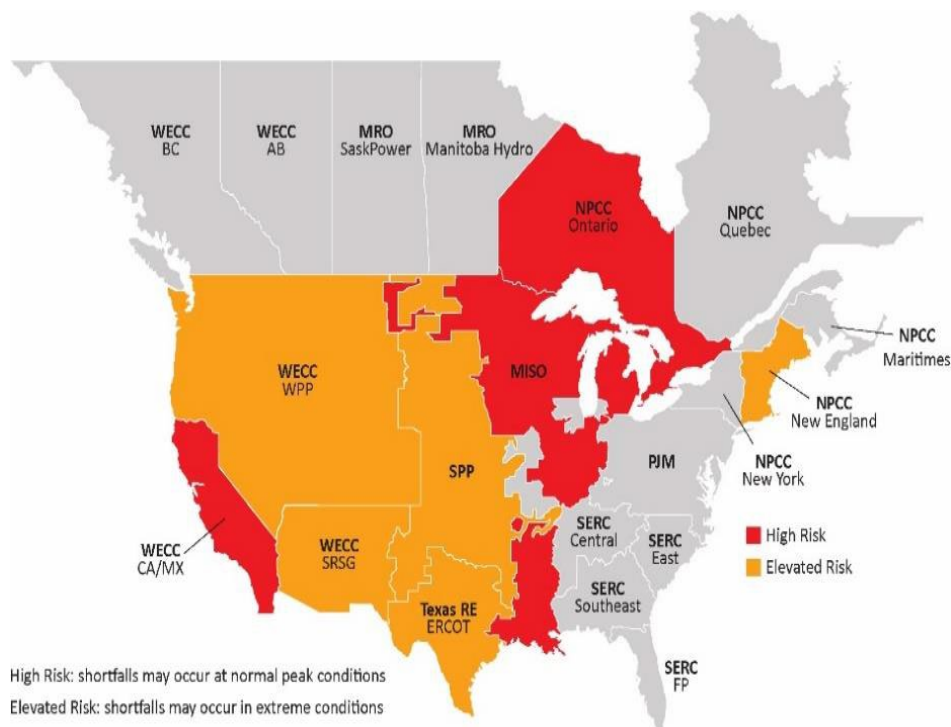 WECC
BC
WECC
AB
MRO
SaskPower
MRO
Manitoba Hydro
NPCC
Ontario
NPCC
Quebec
NPCC
Maritimes
WECC
WPP
MISO
NPCC
New England
SPP
PJM
NPCC
New York
WECC
CA/MX
WECC
SRSG
SERC
Central
SERC
East
High Risk
Elevated Risk
Texas RE
ERCOT
SERC
Southeast
SERC
FP
High Risk: shortfalls may occur at normal peak conditions
Elevated Risk: shortfalls may occur in extreme conditions